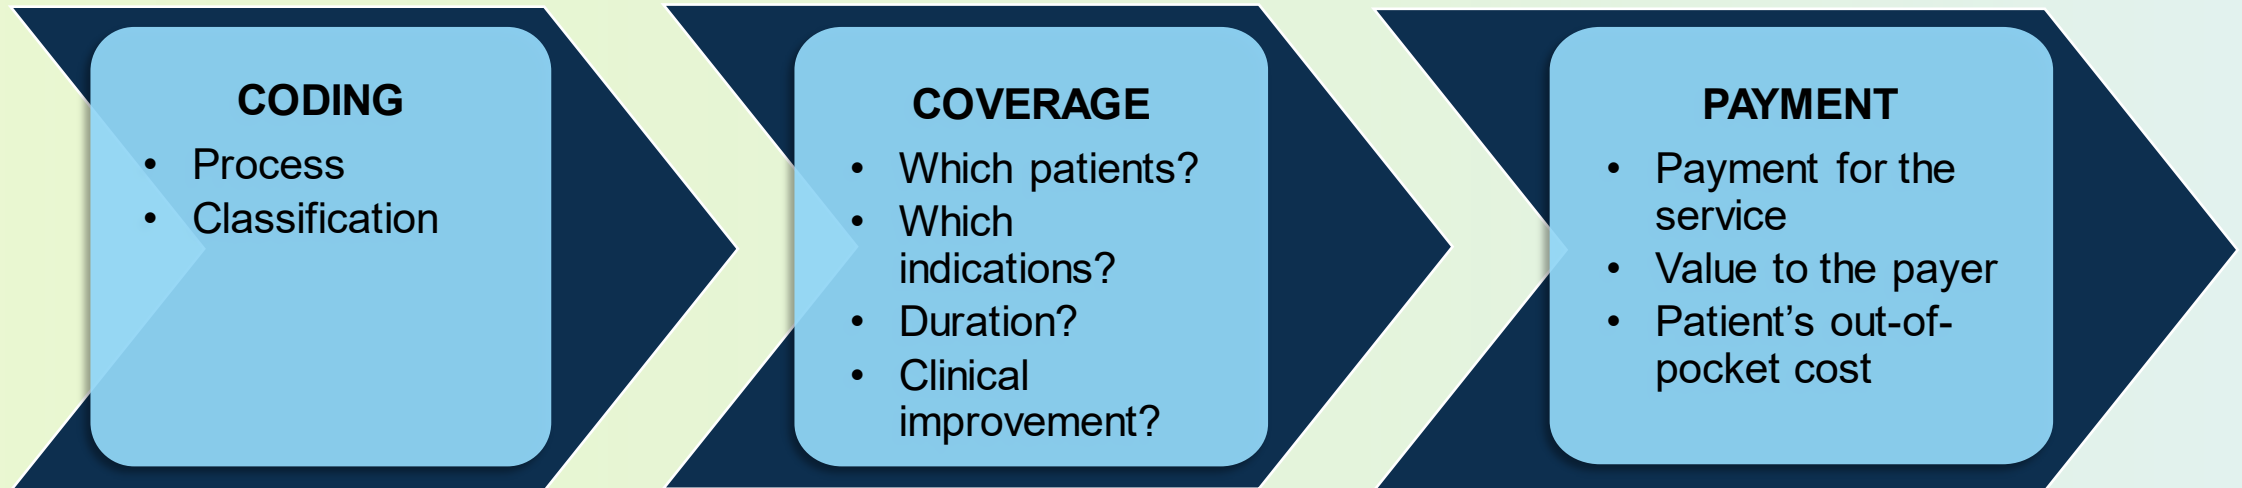 CODING
• Process
• Classification
COVERAGE
• Which patients?
• Which
indications?
• Duration?
• Clinical
improvement?
PAYMENT
• Payment for the
service
• Value to the payer
• Patient’s out-of-
pocket cost